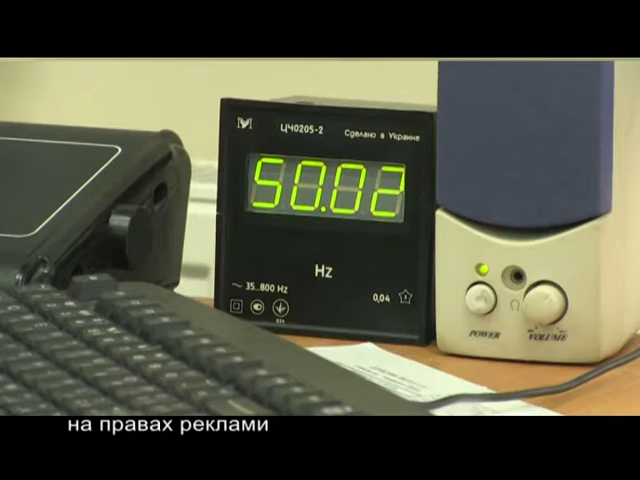 ЦЧ0205-2
Сделано в Украине
50.02
Hz
~ 35...800 Hz
0,04
POWER
VOLUME
на правах реклами